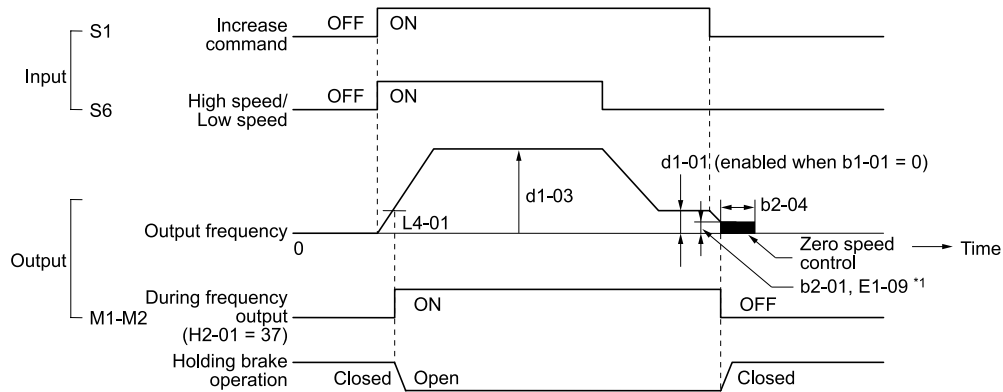 Input
S1
Increase
command
OFF
ON
S6
High speed/
Low speed
OFF
ON
d1-01 (enabled when b1-01 = 0)
d1-03
b2-04
L4-01
Output frequency
0
Zero speed
control
Time
b2-01, E1-09 *1
Output
M1-M2
During frequency
output
(H2-01 = 37)
ON
OFF
Holding brake
operation
Closed
Open
Closed